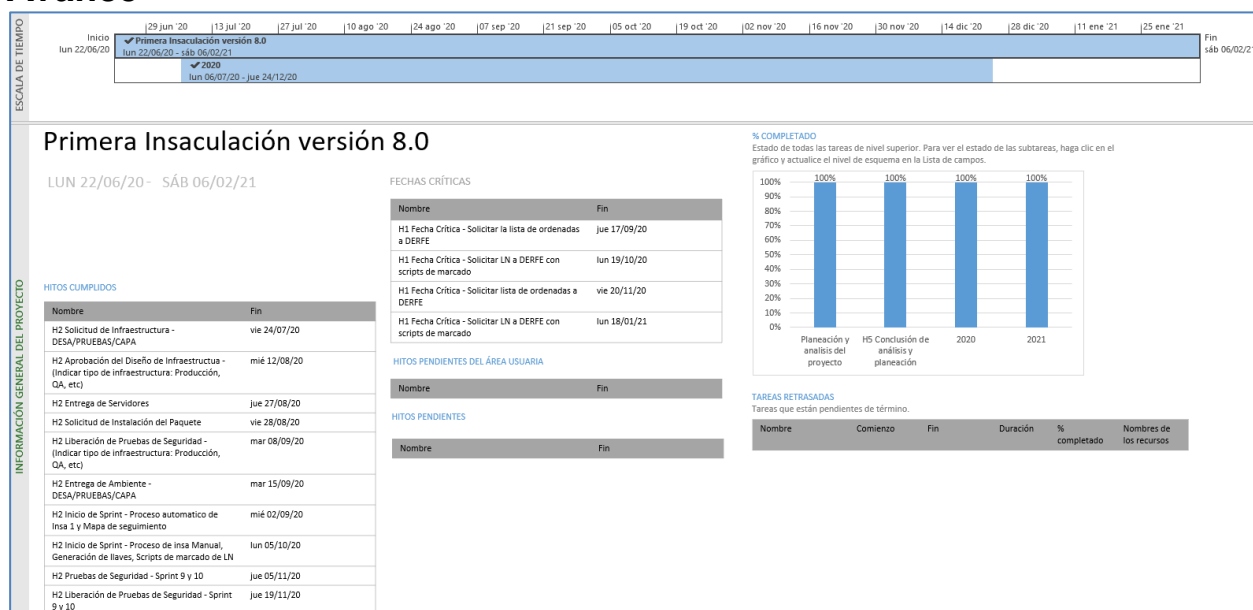 ESCALA DE TIEMPO
|29 jun '20 |13 jul '20 |27 jul '20 |10 ago '20 |24 ago '20 |07 sep '20 |21 sep '20 |05 oct '20 |19 oct '20 |02 nov '20 |16 nov '20 |30 nov '20 |14 dic '20 |28 dic '20 |11 ene '21 |25 ene '21
Inicio
lun 22/06/20
✔Primera Insaculación versión 8.0
lun 22/06/20 - sáb 06/02/21
✔2020
lun 06/07/20 - jue 24/12/20
Fin
sáb 06/02/21
INFORMACIÓN GENERAL DEL PROYECTO
Primera Insaculación versión 8.0
LUN 22/06/20 - SÁB 06/02/21
HITOS CUMPLIDOS
Nombre Fin
H2 Solicitud de Infraestructura - vie 24/07/20
DESA/PRUEBAS/CAPA
H2 Aprobación del Diseño de Infraestructua - mié 12/08/20
(Indicar tipo de infraestructura: Producción,
QA, etc)
H2 Entrega de Servidores jue 27/08/20
H2 Solicitud de Instalación del Paquete vie 28/08/20
H2 Liberación de Pruebas de Seguridad - mar 08/09/20
(Indicar tipo de infraestructura: Producción,
QA, etc)
H2 Entrega de Ambiente - mar 15/09/20
DESA/PRUEBAS/CAPA
H2 Inicio de Sprint - Proceso automatico de mié 02/09/20
Insa 1 y Mapa de seguimiento
H2 Inicio de Sprint - Proceso de insa Manual, lun 05/10/20
Generación de llaves, Scripts de marcado de LN
H2 Pruebas de Seguridad - Sprint 9 y 10 jue 05/11/20
H2 Liberación de Pruebas de Seguridad - Sprint jue 19/11/20
9 y 10
FECHAS CRÍTICAS
Nombre Fin
H1 Fecha Crítica - Solicitar la lista de ordenadas jue 17/09/20
a DERFE
H1 Fecha Crítica - Solicitar LN a DERFE con lun 19/10/20
scripts de marcado
H1 Fecha Crítica - Solicitar lista de ordenadas a vie 20/11/20
DERFE
H1 Fecha Crítica - Solicitar LN a DERFE con lun 18/01/21
scripts de marcado
HITOS PENDIENTES DEL ÁREA USUARIA
Nombre Fin
HITOS PENDIENTES
Nombre Fin
% COMPLETADO
Estado de todas las tareas de nivel superior. Para ver el estado de las subtareas, haga clic en el
gráfico y actualice el nivel de esquema en la Lista de campos.
100% 100% 100% 100%
100%
90%
80%
70%
60%
50%
40%
30%
20%
10%
0%
Planeación y
analisis del
proyecto
H5 Conclusión de
análisis y
planeación
2020
2021
TAREAS RETRASADAS
Tareas que están pendientes de término.
Nombre Comienzo Fin Duración % Nombres de
completado los recursos